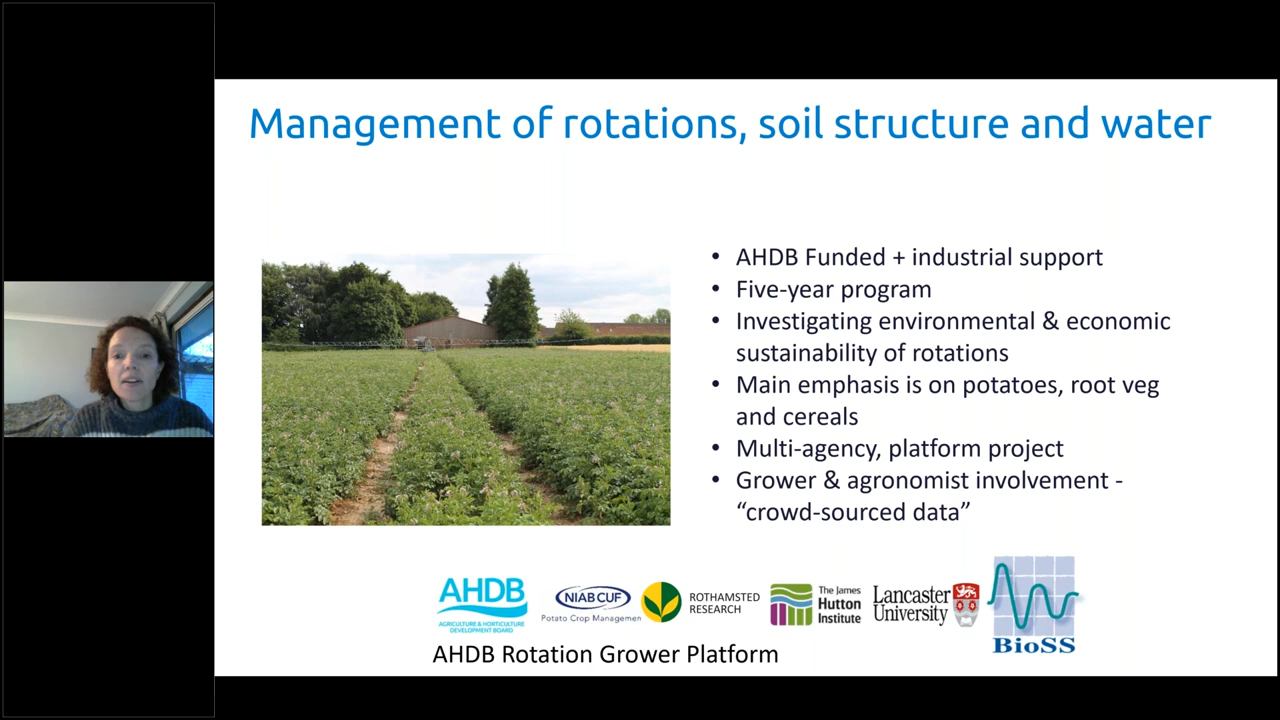 Management of rotations, soil structure and water
• AHDB Funded + industrial support
• Five-year program
• Investigating environmental & economic
sustainability of rotations
• Main emphasis is on potatoes, root veg
and cereals
• Multi-agency, platform project
• Grower & agronomist involvement -
“crowd-sourced data”
AHDB
AGRICULTURE & HORTICULTURE
DEVELOPMENT BOARD
NIAB CUF
Potato Crop Managemen
ROTHAMSTED
RESEARCH
The James
Hutton
Institute
Lancaster
University
BioSS
AHDB Rotation Grower Platform